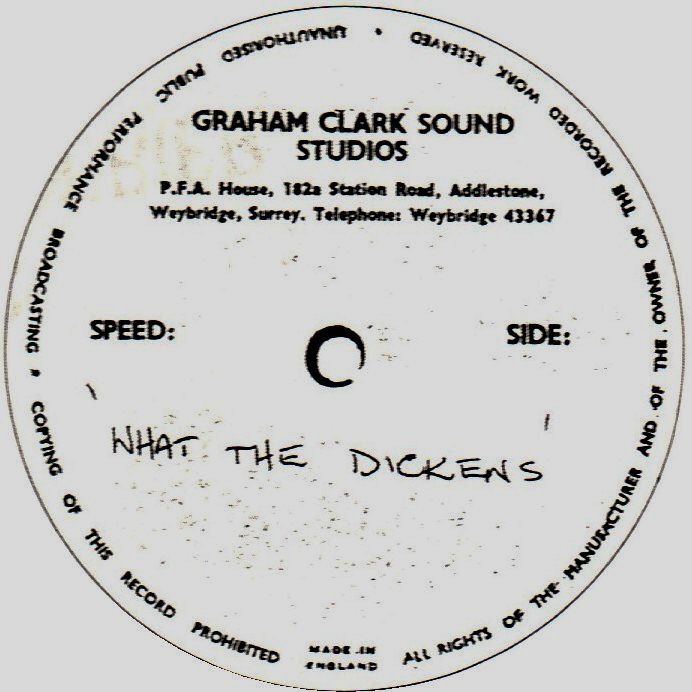 GRAHAM CLARK SOUND
STUDIOS
P.F.A. House, 182a Station Road, Addlestone,
Weybridge, Surrey. Telephone: Weybridge 43367
SPEED:
SIDE:
' WHAT THE DICKENS '
MADE IN
ENGLAND
ALL RIGHTS OF THE MANUFACTURER AND OF THE OWNER OF THE RECORDED WORK RESERVED * UNAUTHORISED PUBLIC PERFORMANCE BROADCASTING * COPYING OF THIS RECORD PROHIBITED